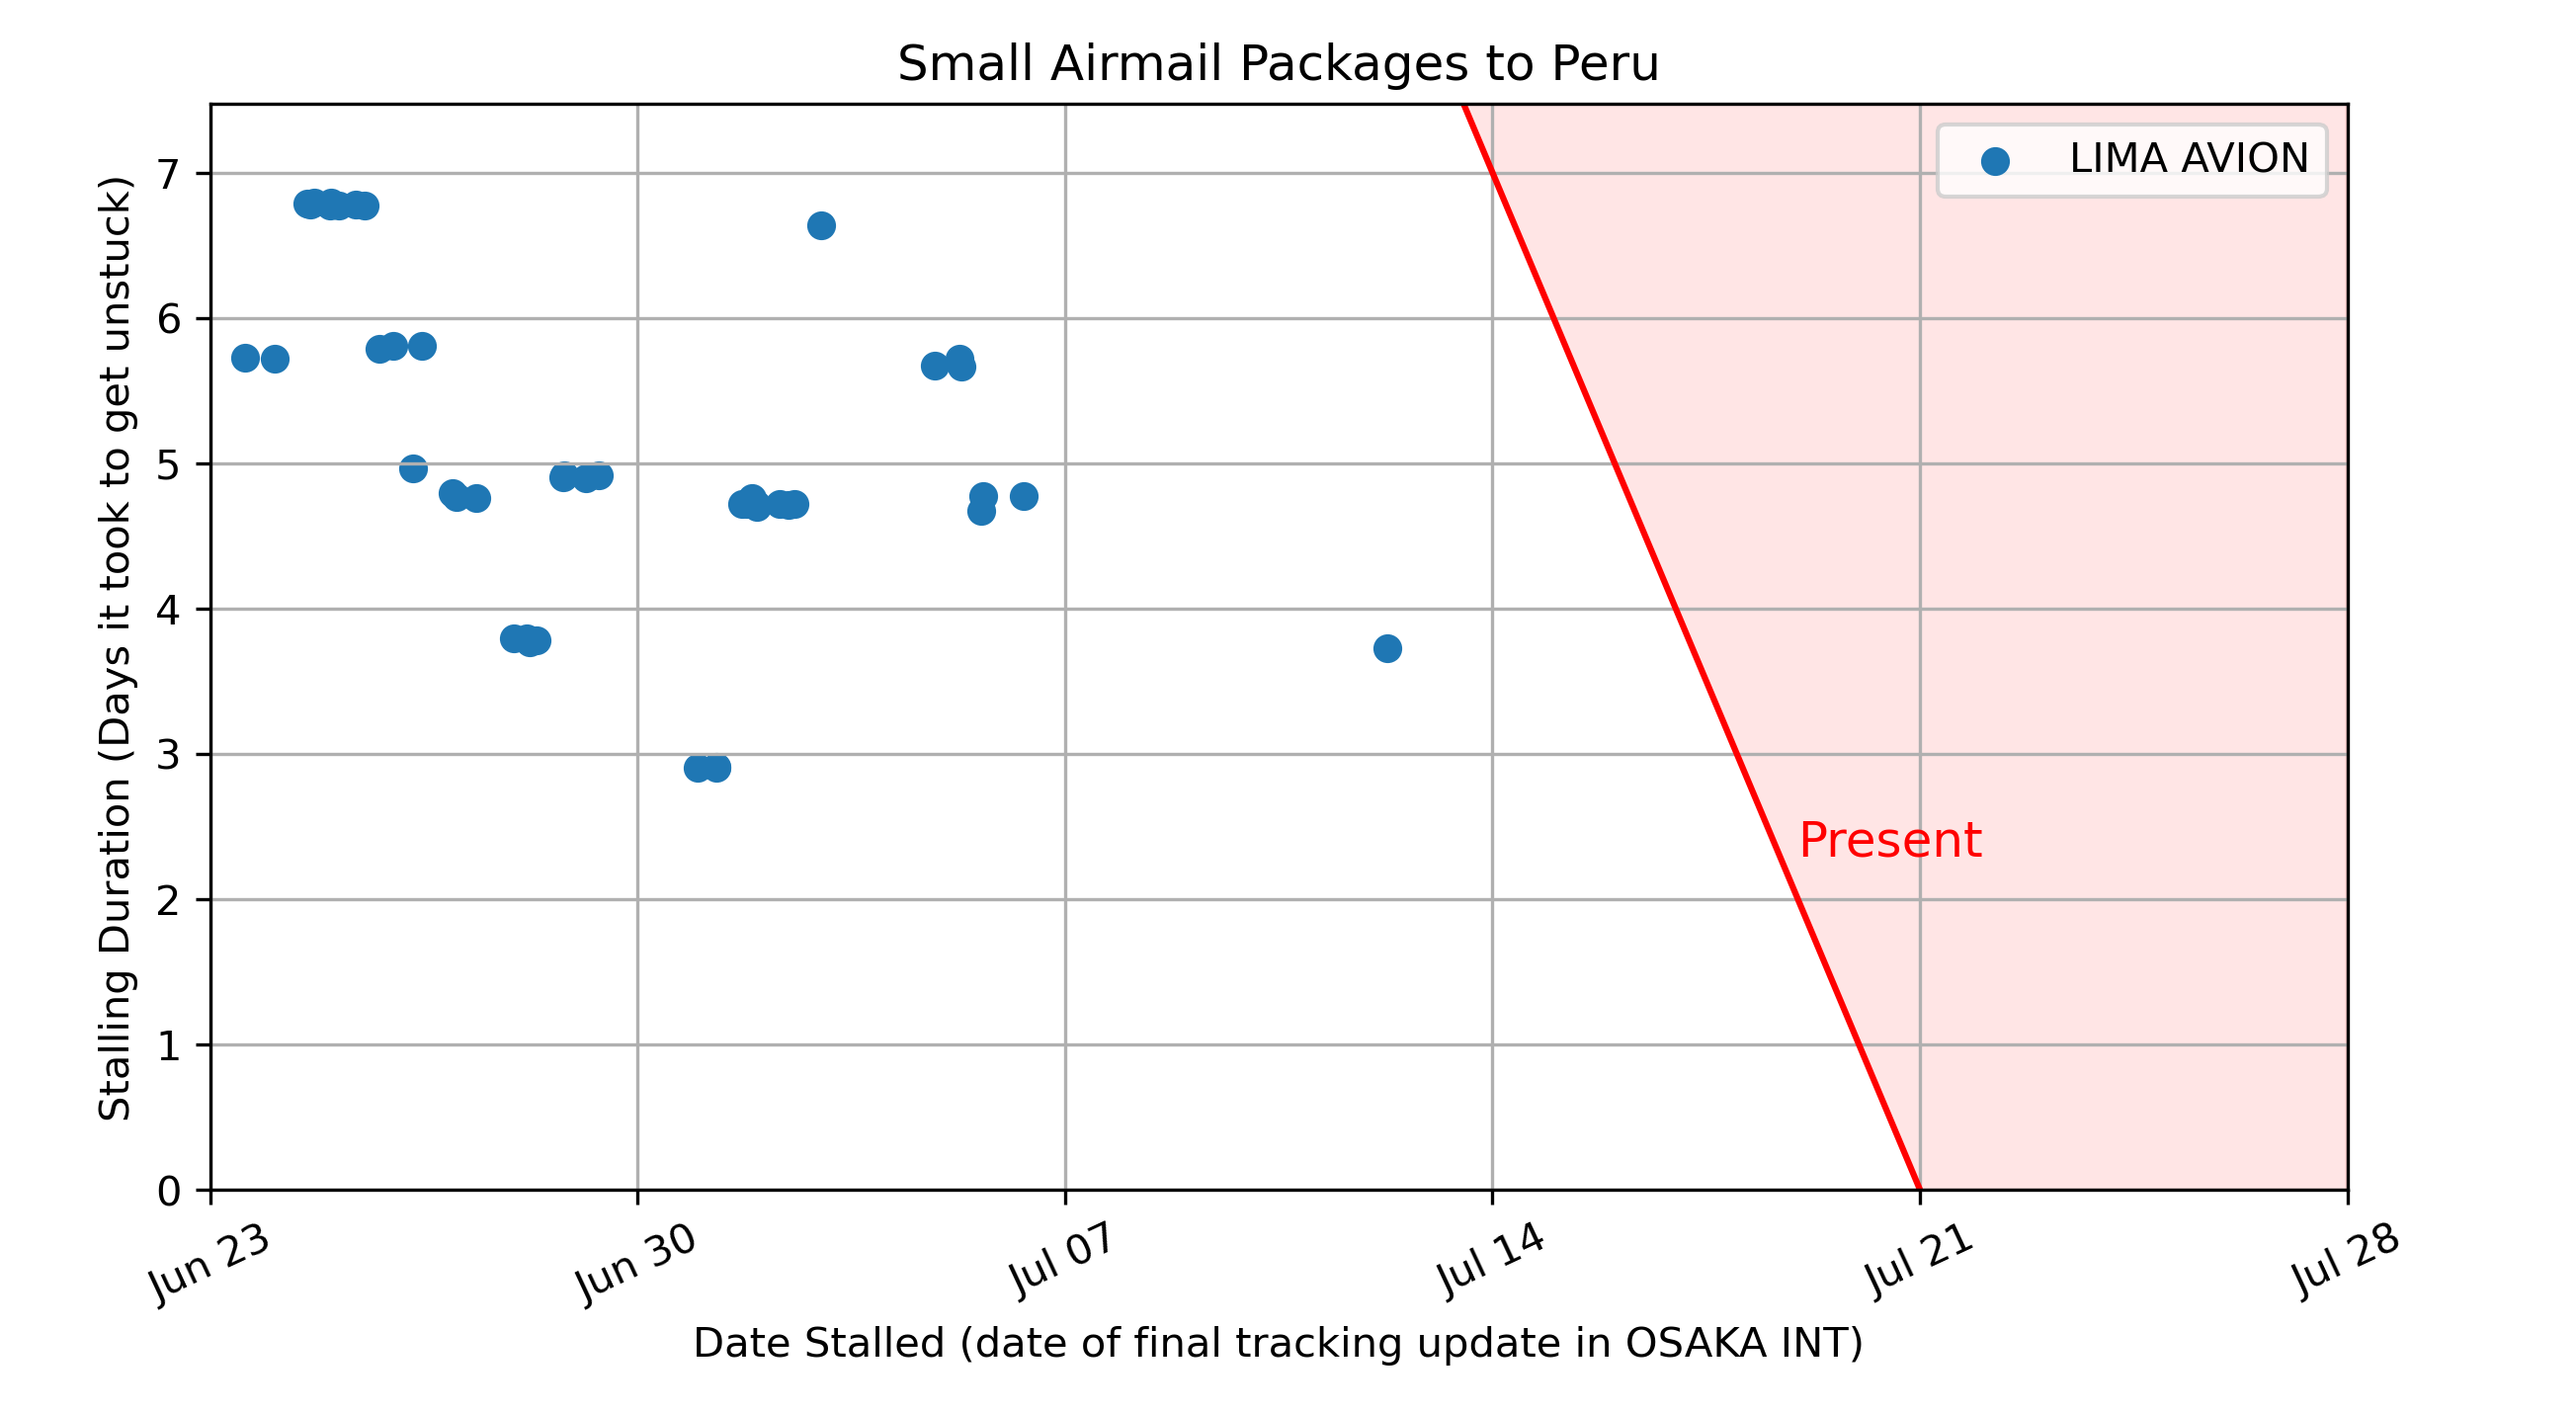 Small Airmail Packages to Peru
LIMA AVION
Stalling Duration (Days it took to get unstuck)
7
6
5
4
3
2
1
0
Present
Jun 23
Jun 30
Jul 07
Jul 14
Jul 21
Jul 28
Date Stalled (date of final tracking update in OSAKA INT)